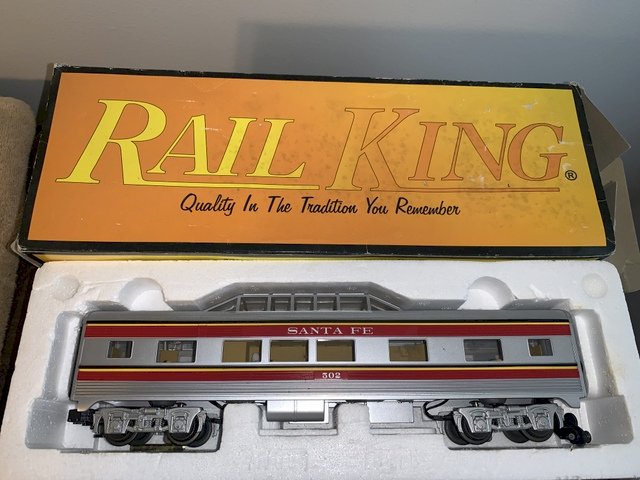 RAIL KING®
Quality In The Tradition You Remember
SANTA FE
502